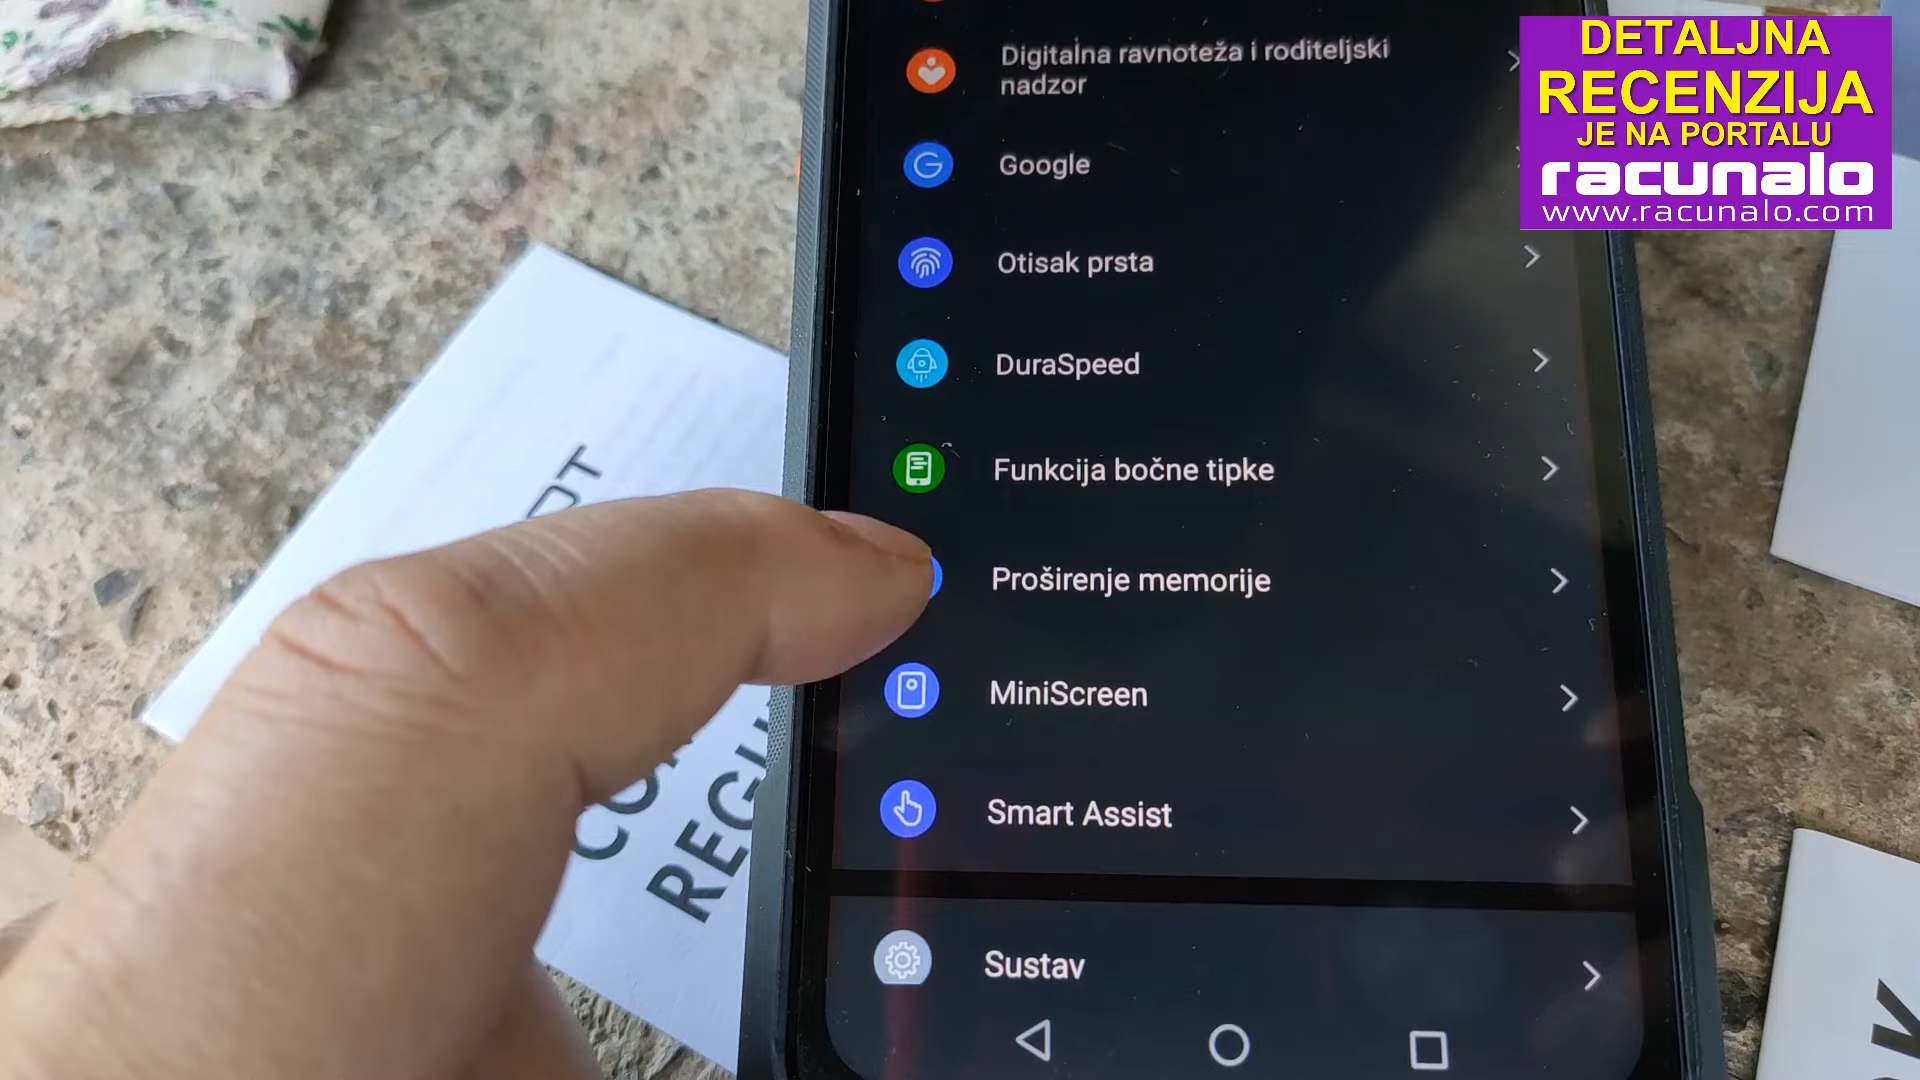 DETALJNA
RECENZIJA
JE NA PORTALU
racunalo
www.racunalo.com
Digitalna ravnoteža i roditeljski
nadzor
Google
Otisak prsta
DuraSpeed
Funkcija bočne tipke
Proširenje memorije
MiniScreen
Smart Assist
Sustav